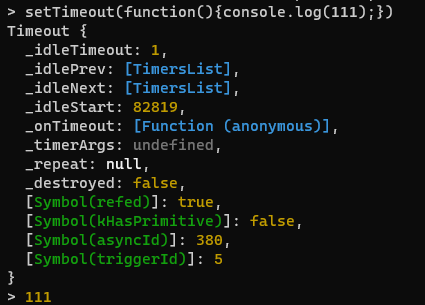 > setTimeout(function(){console.log(111);})
Timeout {
  _idleTimeout: 1,
  _idlePrev: [TimersList],
  _idleNext: [TimersList],
  _idleStart: 82819,
  _onTimeout: [Function (anonymous)],
  _timerArgs: undefined,
  _repeat: null,
  _destroyed: false,
  [Symbol(refed)]: true,
  [Symbol(kHasPrimitive)]: false,
  [Symbol(asyncId)]: 380,
  [Symbol(triggerId)]: 5
}
> 111